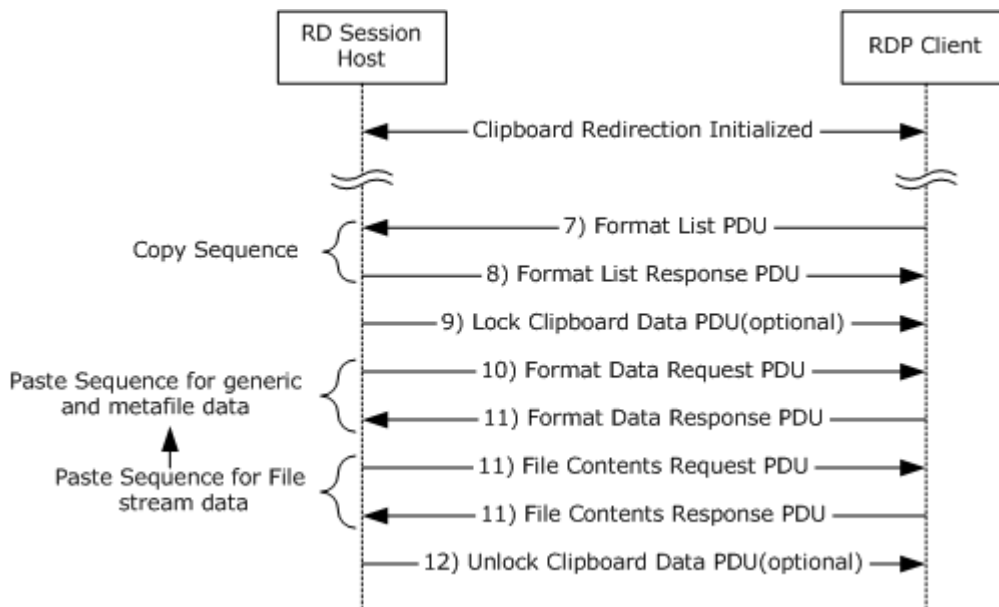 RD Session
Host
RDP Client
Clipboard Redirection Initialized
7) Format List PDU
Copy Sequence
8) Format List Response PDU
9) Lock Clipboard Data PDU(optional)
Paste Sequence for generic
and metafile data
10) Format Data Request PDU
11) Format Data Response PDU
Paste Sequence for File
stream data
11) File Contents Request PDU
11) File Contents Response PDU
12) Unlock Clipboard Data PDU(optional)